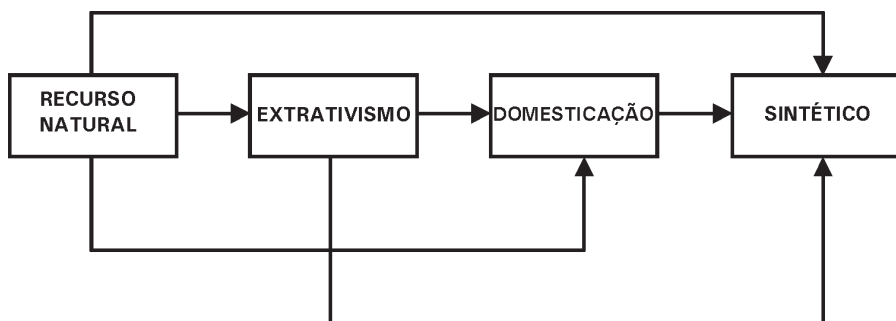 RECURSO
NATURAL
EXTRATIVISMO
DOMESTICAÇÃO
SINTÉTICO